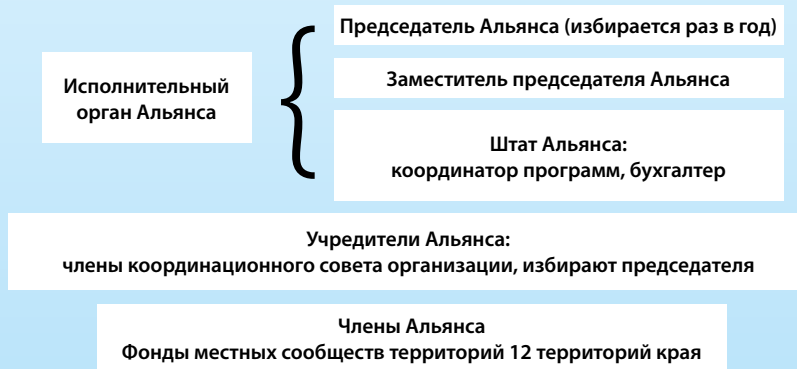 Исполнительный
орган Альянса
Председатель Альянса (избирается раз в год)
Заместитель председателя Альянса
Штат Альянса:
координатор программ, бухгалтер
Учредители Альянса:
члены координационного совета организации, избирают председателя
Члены Альянса
Фонды местных сообществ территорий 12 территорий края